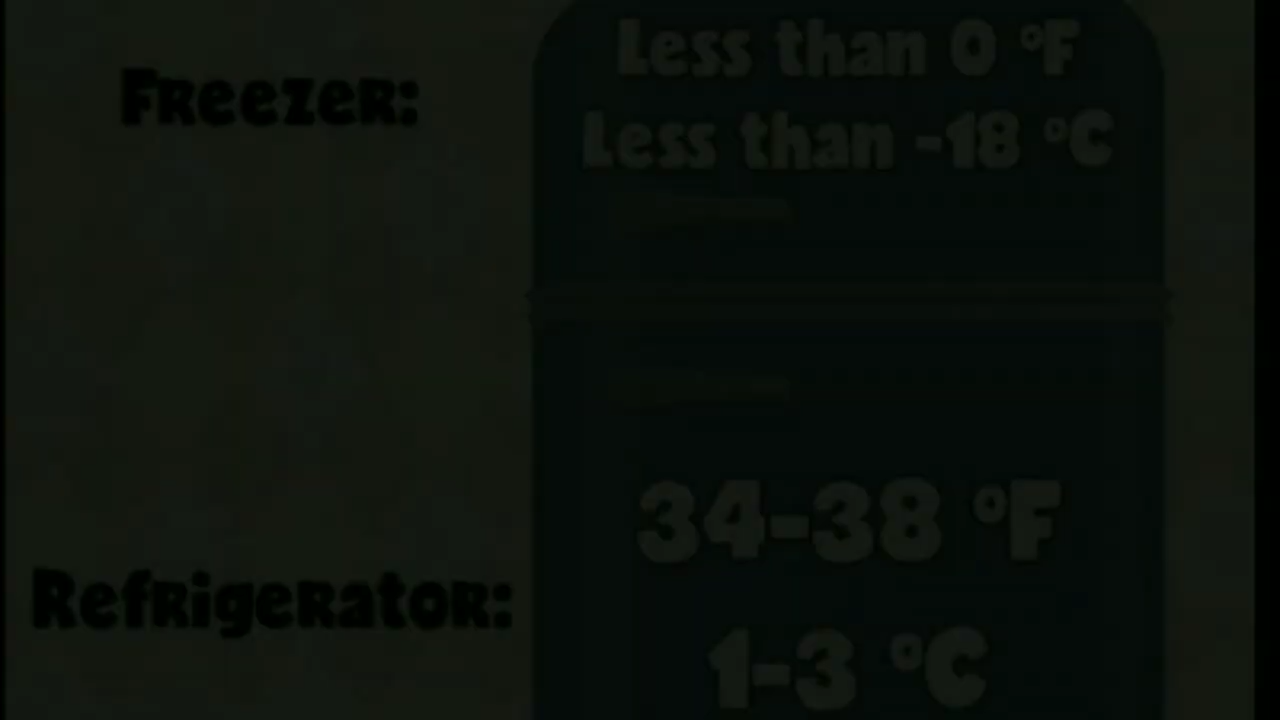 Freezer:
Less than 0 °F
Less than -18 °C
34-38 °F
Refrigerator:
1-3 °C